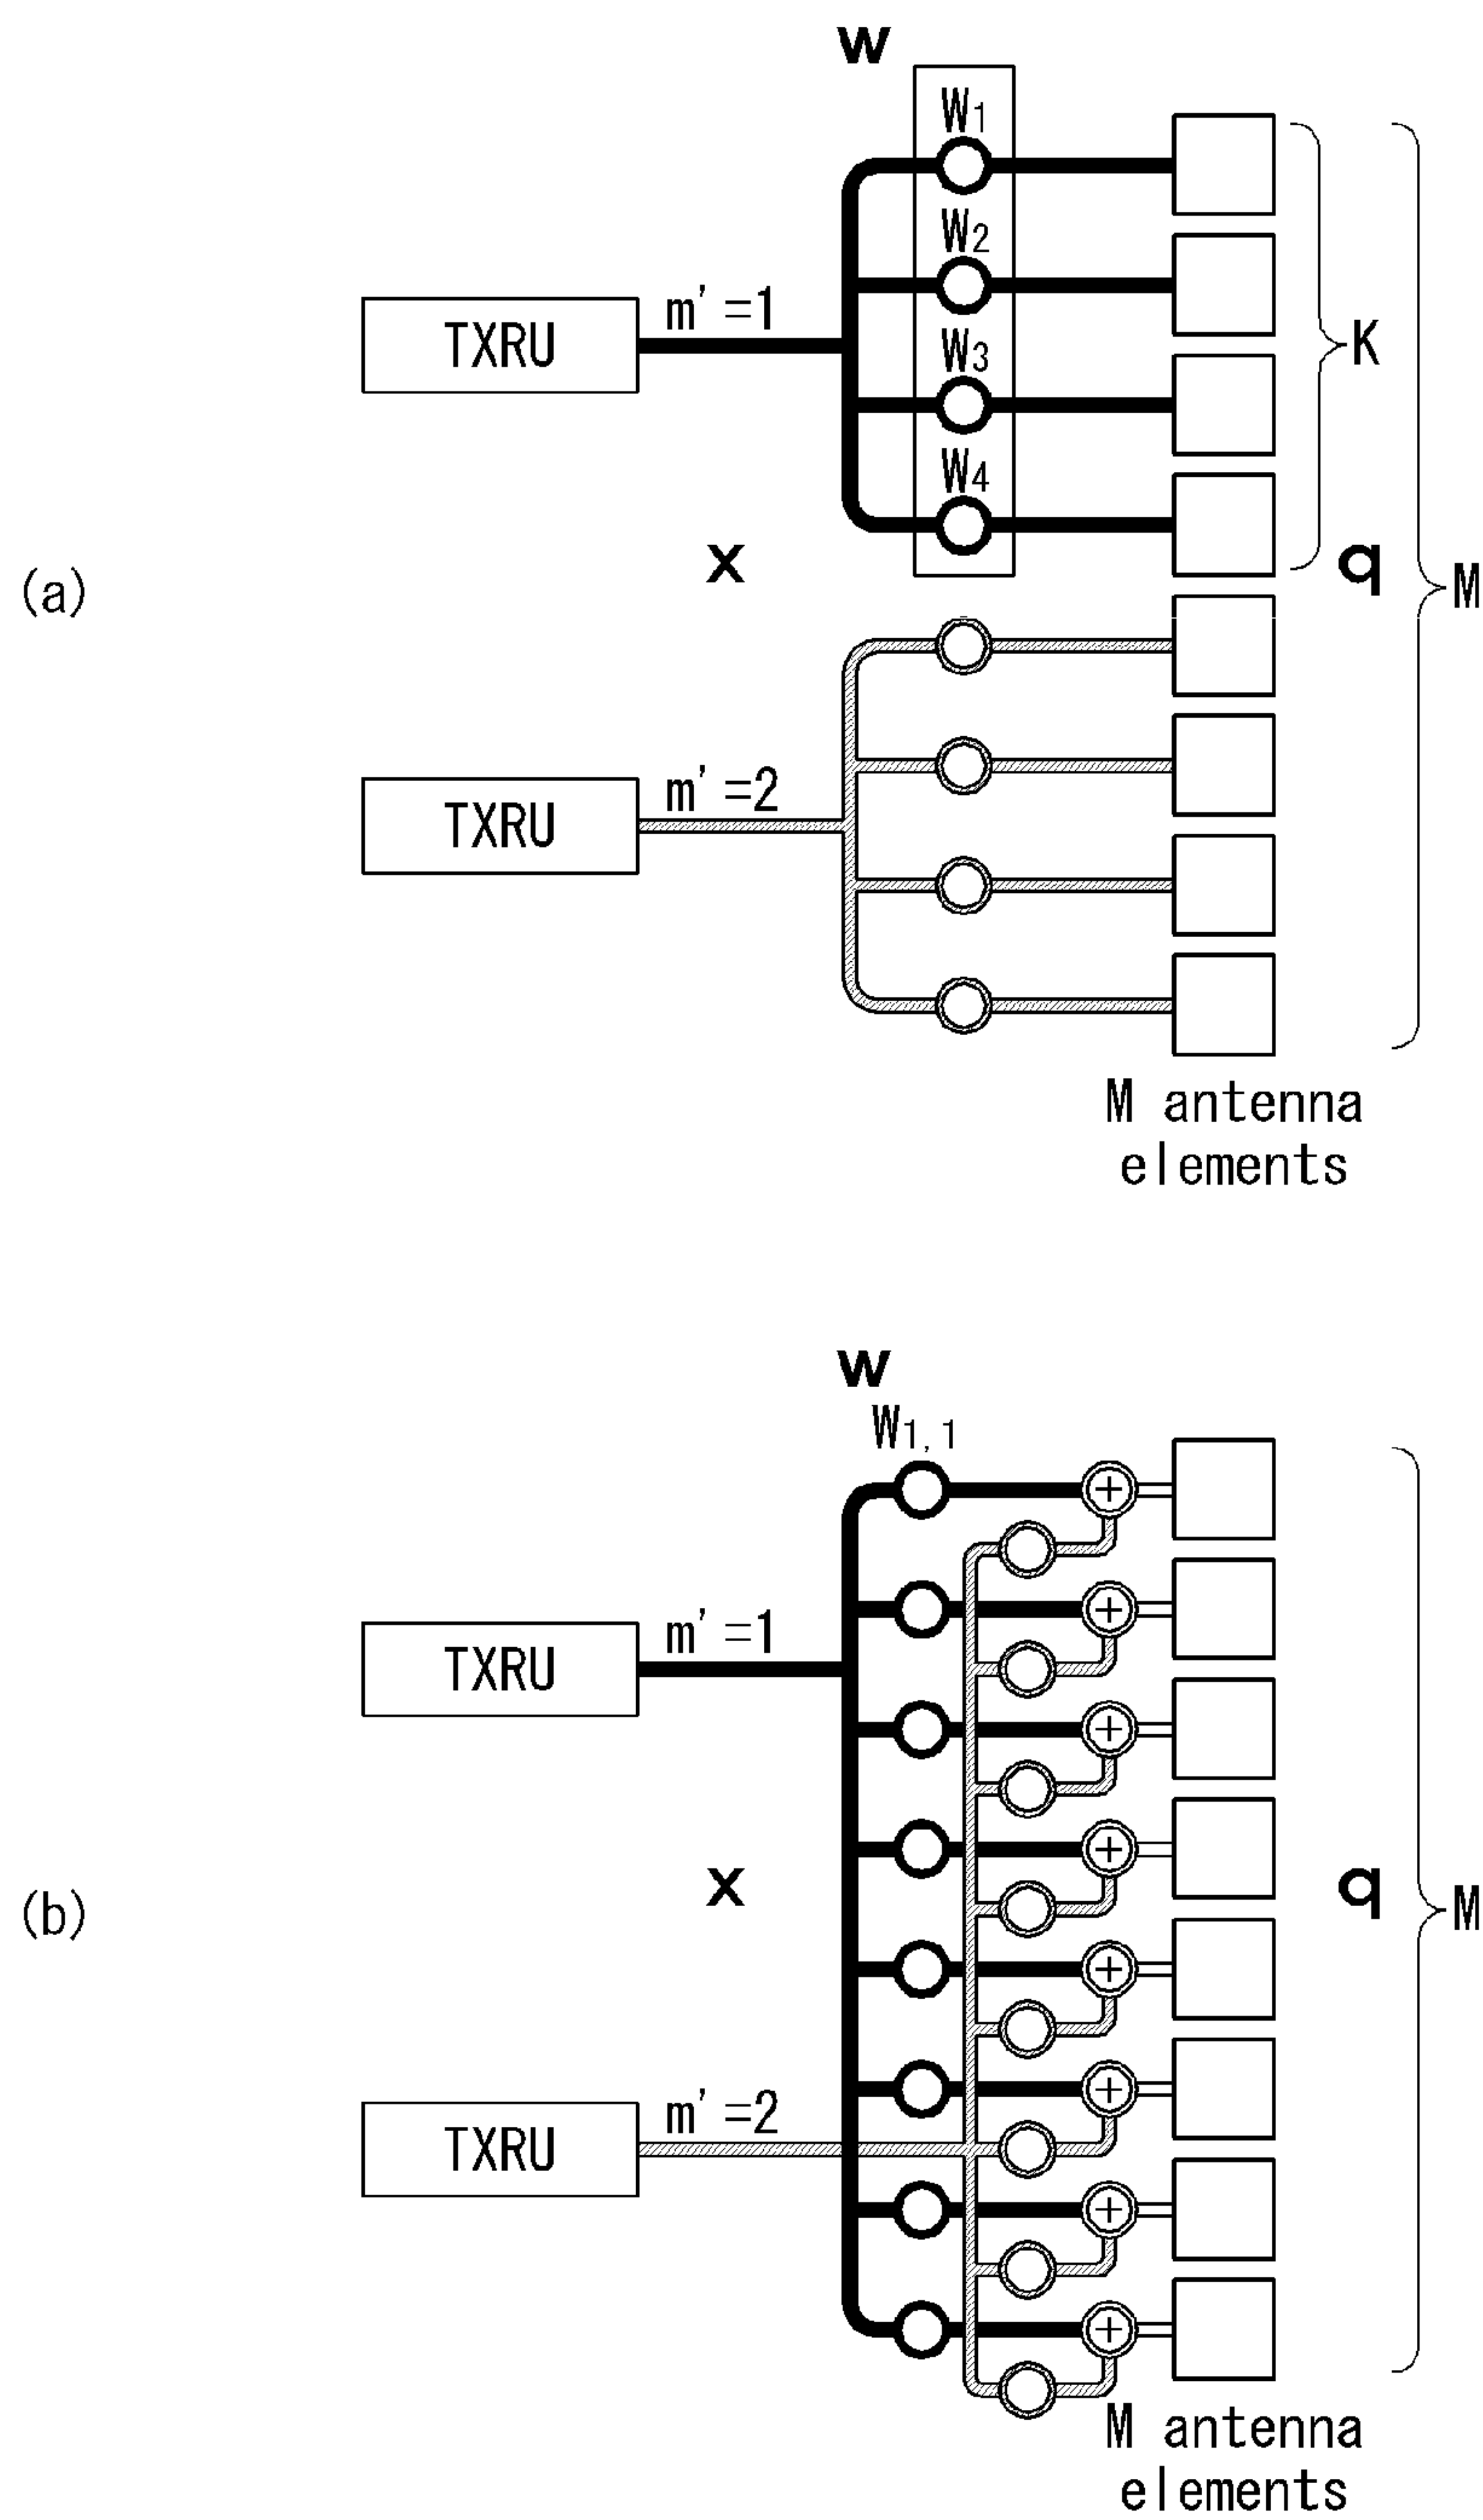 w
W1
W2
m'=1
TXRU
W3
K
W4
x
q
(a)
M
m'=2
TXRU
M antenna
elements
w
W1,1
m'=1
TXRU
x
q
(b)
M
m'=2
TXRU
+
+
+
+
+
+
+
+
M antenna
elements